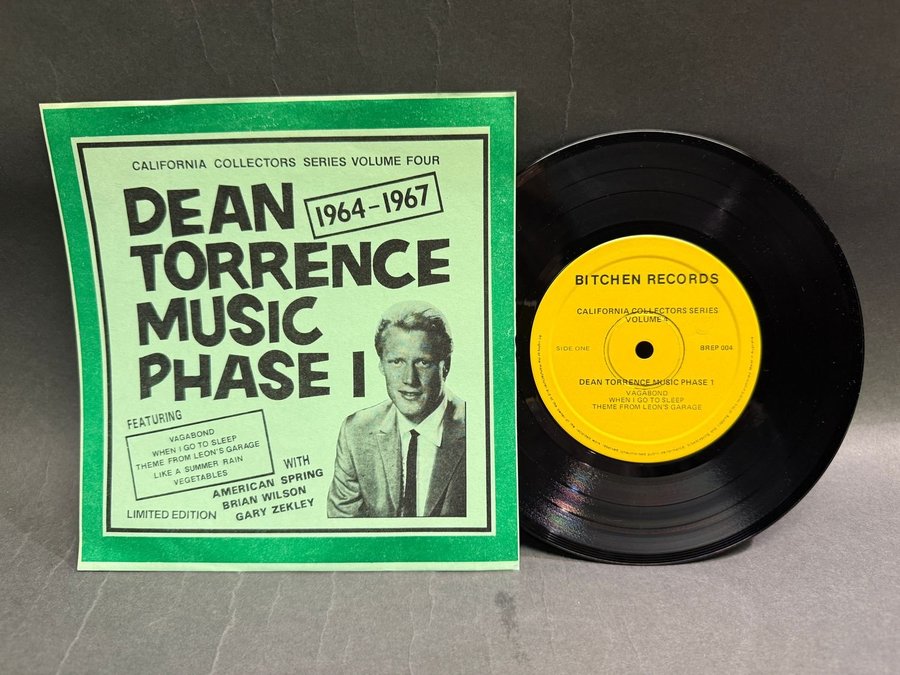 CALIFORNIA COLLECTORS SERIES VOLUME FOUR
DEAN
1964-1967
TORRENCE
MUSIC
PHASE 1
FEATURING
VAGABOND
WHEN I GO TO SLEEP
THEME FROM LEON'S GARAGE
LIKE A SUMMER RAIN
VEGETABLES
WITH
AMERICAN SPRING
BRIAN WILSON
GARY ZEKLEY
LIMITED EDITION
BITCHEN RECORDS
CALIFORNIA COLLECTORS SERIES
VOLUME 4
SIDE ONE
BREP 004
DEAN TORRENCE MUSIC PHASE 1
VAGABOND
WHEN I GO TO SLEEP
THEME FROM LEON'S GARAGE